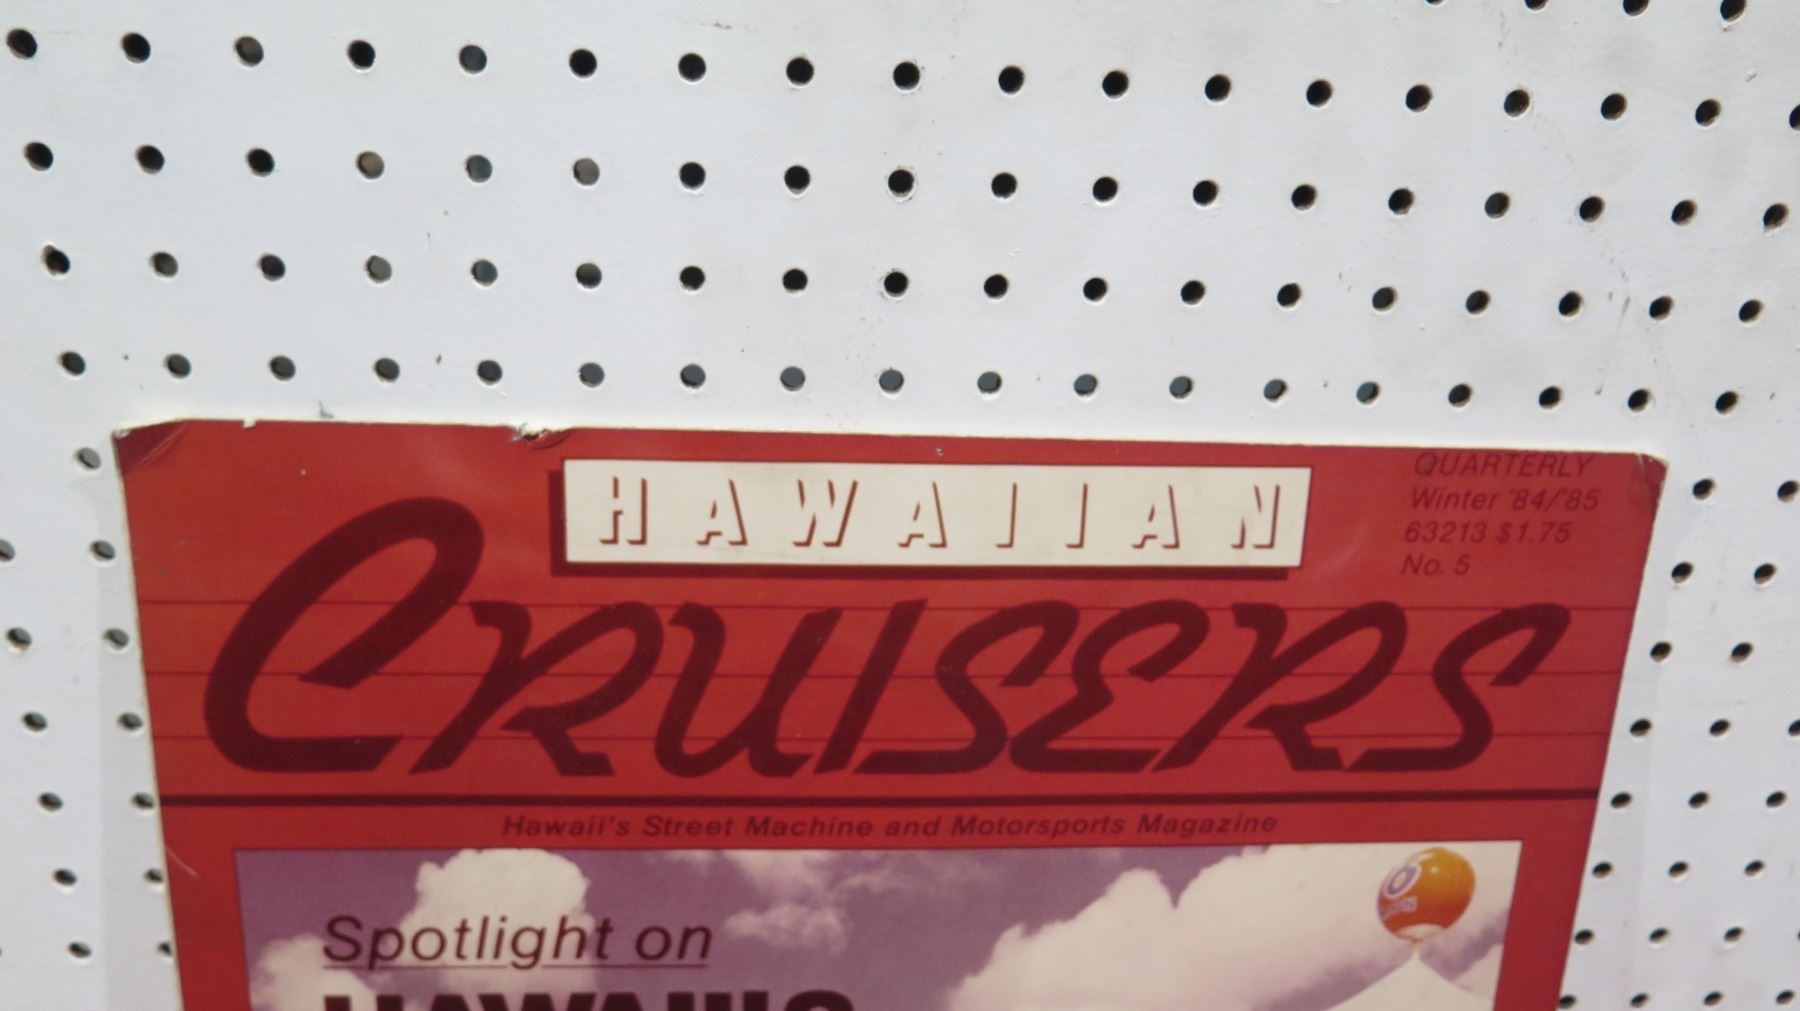 HAWAIIAN
QUARTERLY
Winter '84/'85
63213 $1.75
No. 5
CRUISERS
Hawaii's Street Machine and Motorsports Magazine
Spotlight on
HAWAII'S